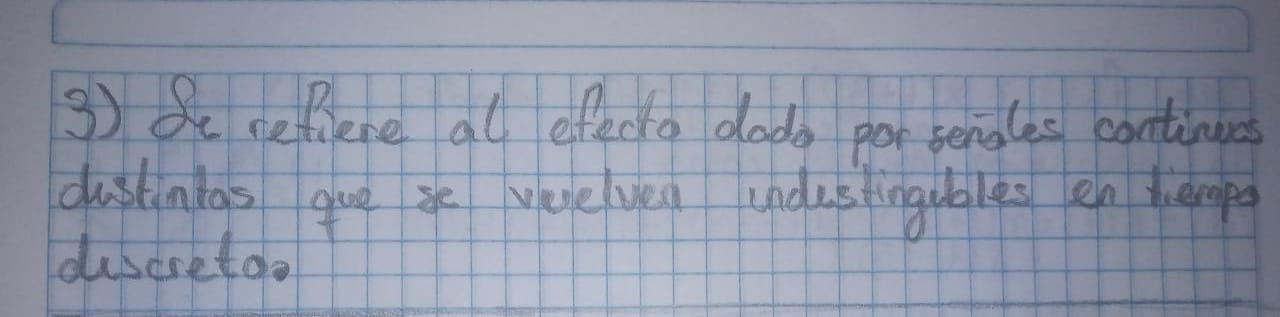 3) Se refiere al efecto dado por señales continuas
distintas que se vuelven indistinguibles en tiempo
discreto.